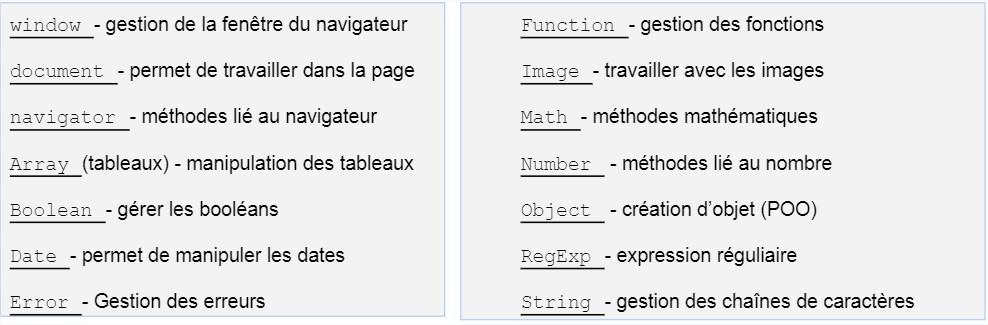 window - gestion de la fenêtre du navigateur
document - permet de travailler dans la page
navigator - méthodes lié au navigateur
Array (tableaux) - manipulation des tableaux
Boolean - gérer les booléans
Date - permet de manipuler les dates
Error - Gestion des erreurs
Function - gestion des fonctions
Image - travailler avec les images
Math - méthodes mathématiques
Number - méthodes lié au nombre
Object - création d’objet (POO)
RegExp - expression réguliaire
String - gestion des chaînes de caractères